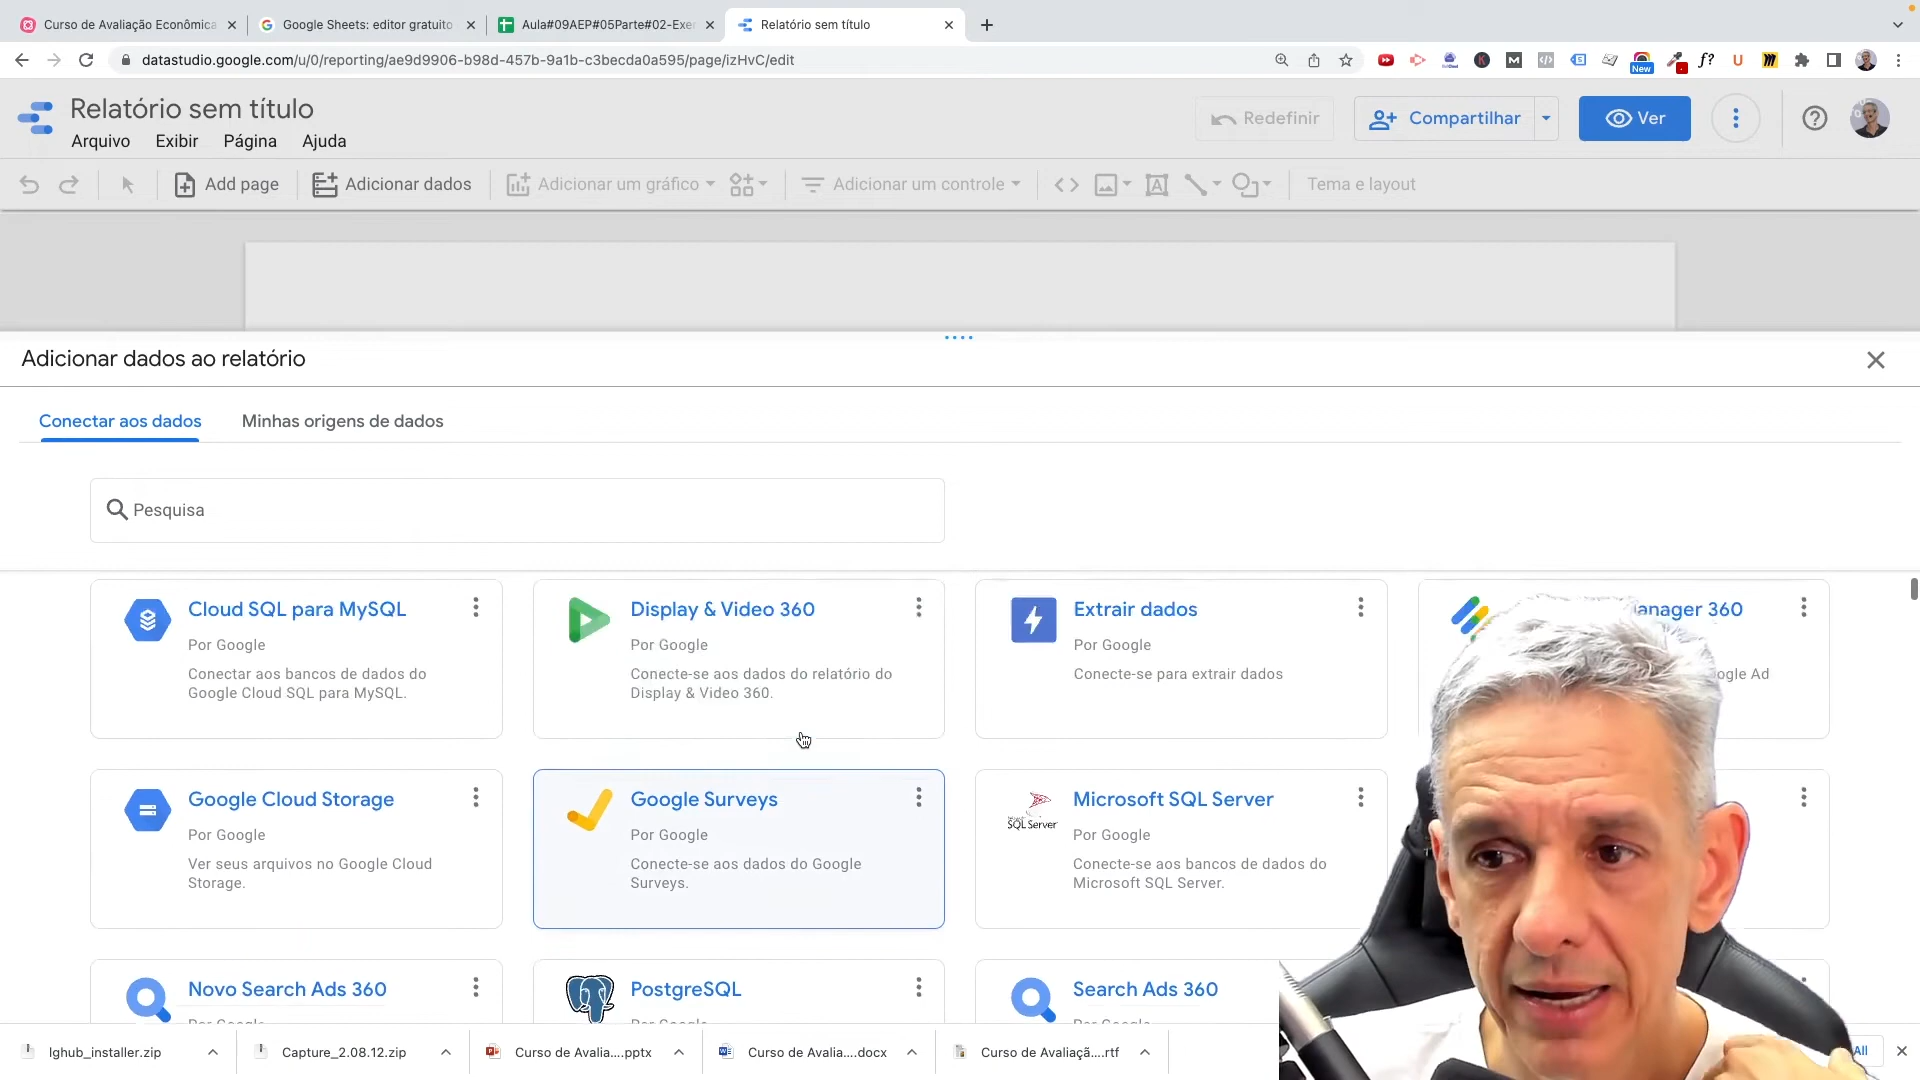 Curso de Avaliação Econômica
Google Sheets: editor gratuito
Aula#09AEP#05Parte#02-Exer
Relatório sem título
datastudio.google.com/u/0/reporting/ae9d9906-b98d-457b-9a1b-c3becda0a595/page/izHvC/edit
New
Relatório sem título
Arquivo Exibir Página Ajuda
Redefinir
Compartilhar
Ver
Add page
Adicionar dados
Adicionar um gráfico
Adicionar um controle
Tema e layout
Adicionar dados ao relatório
Conectar aos dados
Minhas origens de dados
Pesquisa
Cloud SQL para MySQL
Por Google
Conectar aos bancos de dados do
Google Cloud SQL para MySQL.
Display & Video 360
Por Google
Conecte-se aos dados do relatório do
Display & Video 360.
Extrair dados
Por Google
Conecte-se para extrair dados
anager 360
ogle Ad
Google Cloud Storage
Por Google
Ver seus arquivos no Google Cloud
Storage.
Google Surveys
Por Google
Conecte-se aos dados do Google
Surveys.
SQL Server
Microsoft SQL Server
Por Google
Conecte-se aos bancos de dados do
Microsoft SQL Server.
Novo Search Ads 360
Por Google
PostgreSQL
Search Ads 360
Por Google
lghub_installer.zip
Capture_2.08.12.zip
Curso de Avalia....pptx
Curso de Avalia....docx
Curso de Avaliaçã....rtf
All